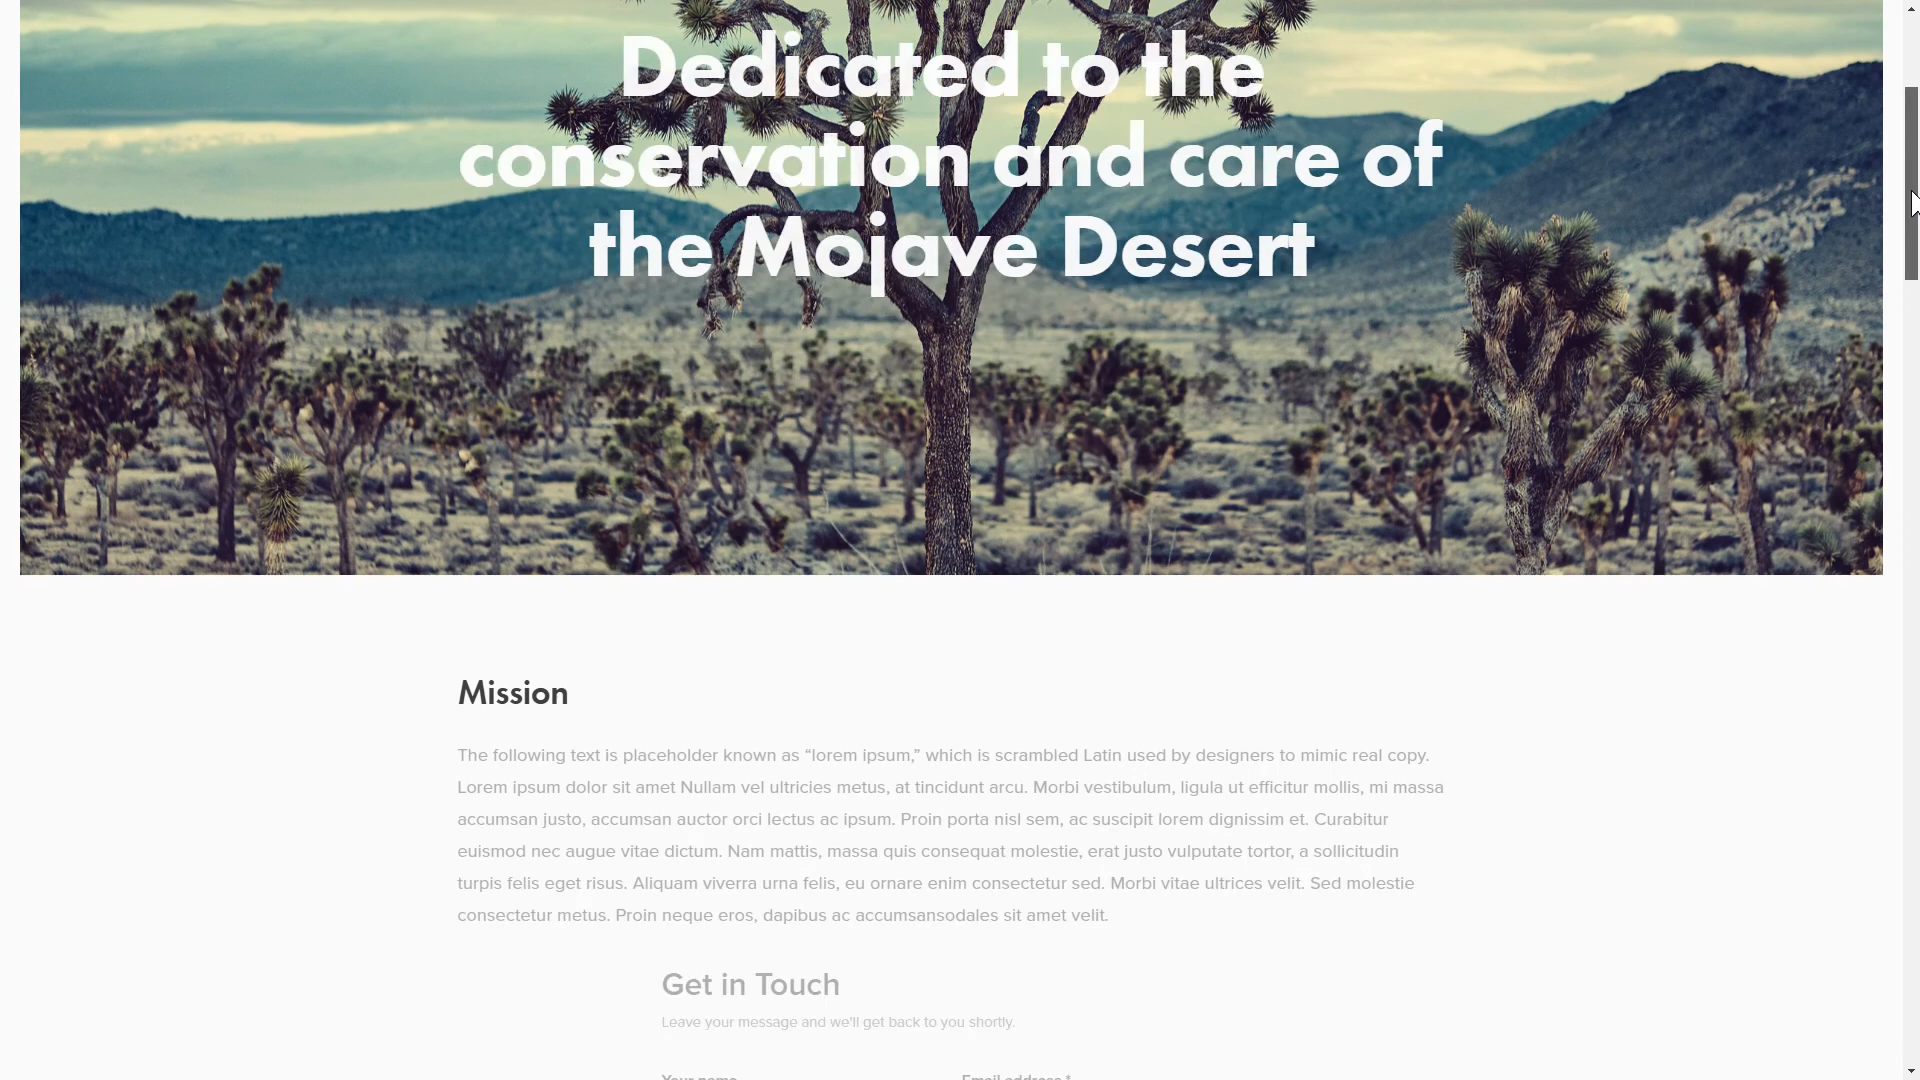 Dedicated to the
conservation and care of
the Mojave Desert
Mission
The following text is placeholder known as “lorem ipsum,” which is scrambled Latin used by designers to mimic real copy.
Lorem ipsum dolor sit amet Nullam vel ultricies metus, at tincidunt arcu. Morbi vestibulum, ligula ut efficitur mollis, mi massa
accumsan justo, accumsan auctor orci lectus ac ipsum. Proin porta nisl sem, ac suscipit lorem dignissim et. Curabitur
euismod nec augue vitae dictum. Nam mattis, massa quis consequat molestie, erat justo vulputate tortor, a sollicitudin
turpis felis eget risus. Aliquam viverra urna felis, eu ornare enim consectetur sed. Morbi vitae ultrices velit. Sed molestie
consectetur metus. Proin neque eros, dapibus ac accumsansodales sit amet velit.
Get in Touch
Leave your message and we'll get back to you shortly.
Your name Email address *